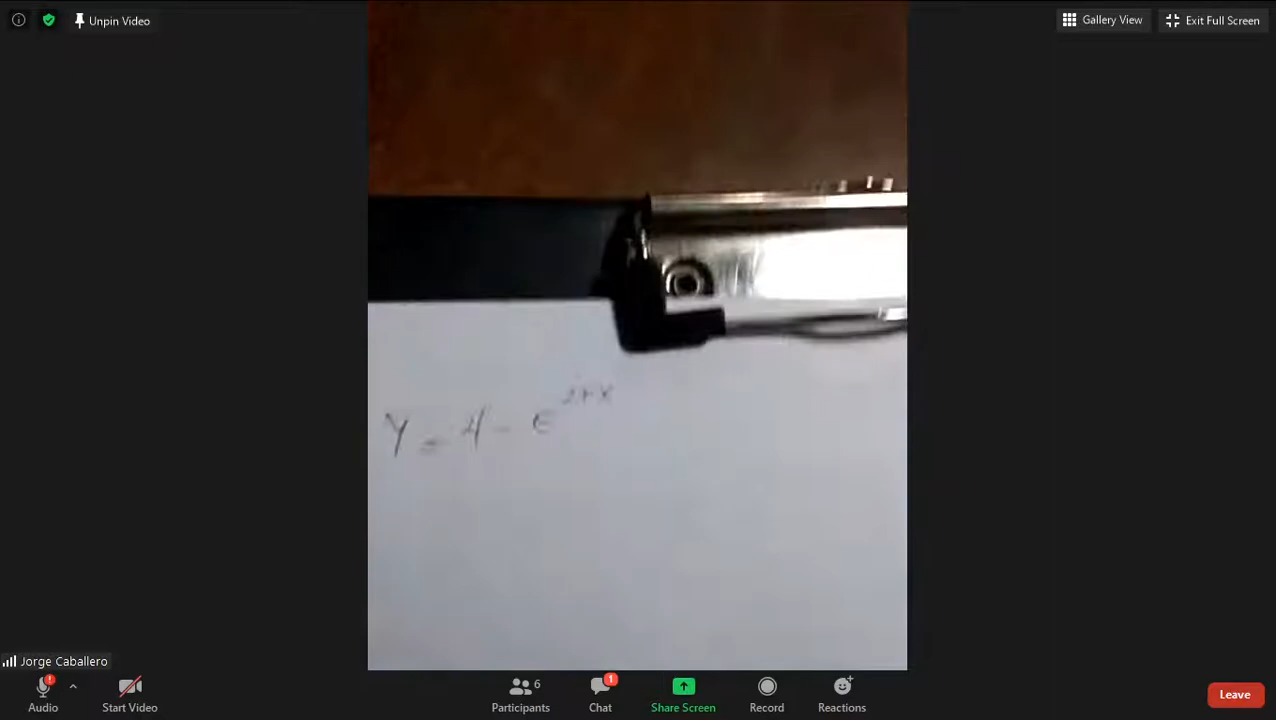 Unpin Video
Gallery View
Exit Full Screen
y = 4 - e^{2+x}
Jorge Caballero
Audio
Start Video
6
Participants
1
Chat
Share Screen
Record
Reactions
Leave